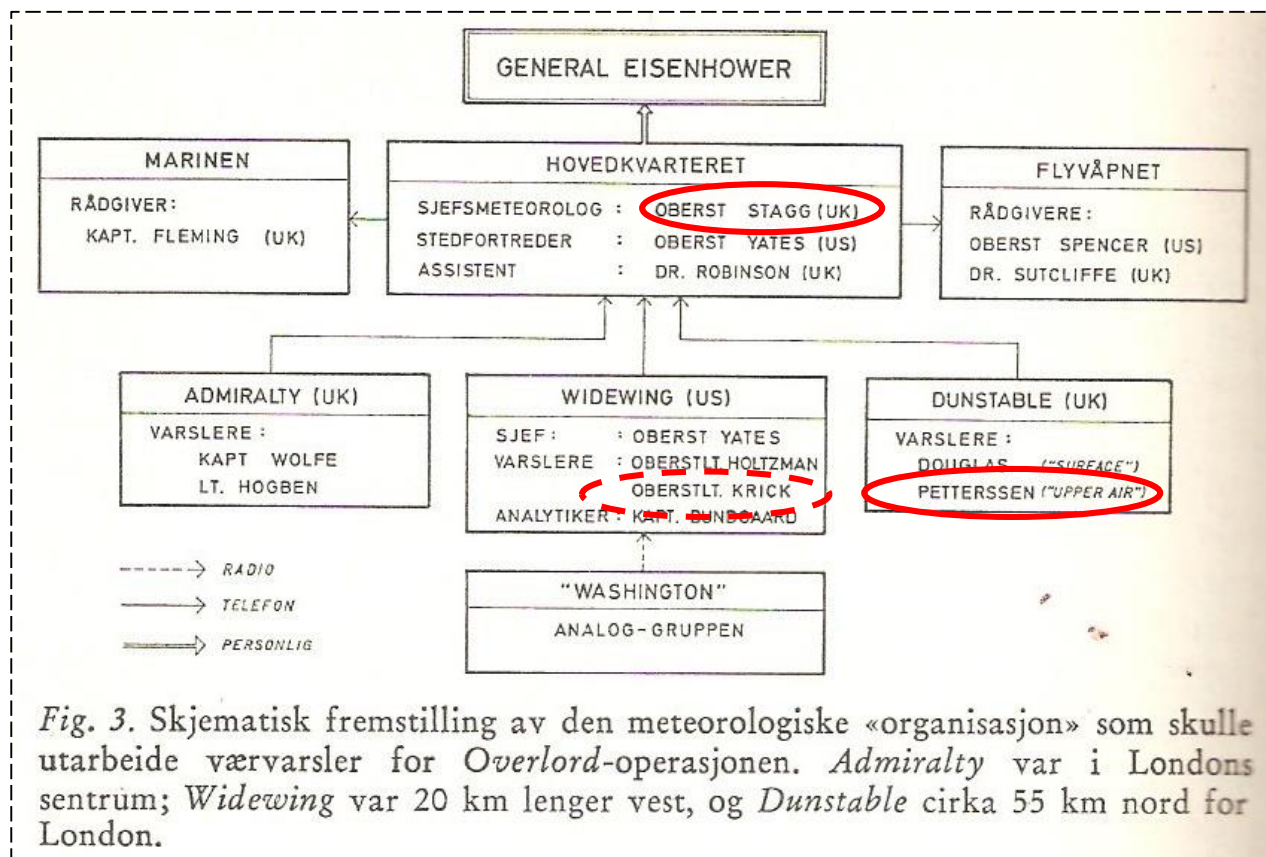 GENERAL EISENHOWER
MARINEN
RÅDGIVER:
KAPT. FLEMING (UK)
HOVEDKVARTERET
SJEFSMETEOROLOG : OBERST STAGG (UK)
STEDFORTREDER : OBERST YATES (US)
ASSISTENT : DR. ROBINSON (UK)
FLYVÅPNET
RÅDGIVERE:
OBERST SPENCER (US)
DR. SUTCLIFFE (UK)
ADMIRALTY (UK)
VARSLERE :
KAPT WOLFE
LT. HOGBEN
WIDEWING (US)
SJEF: : OBERST YATES
VARSLERE : OBERSTLT. HOLTZMAN
OBERSTLT. KRICK
ANALYTIKER : KAPT. BUNDGAARD
DUNSTABLE (UK)
VARSLERE :
DOUGLAS ("SURFACE")
PETTERSSEN ("UPPER AIR")
RADIO
TELEFON
PERSONLIG
"WASHINGTON"
ANALOG-GRUPPEN
Fig. 3. Skjematisk fremstilling av den meteorologiske «organisasjon» som skulle
utarbeide værvarsler for Overlord-operasjonen. Admiralty var i Londons
sentrum; Widewing var 20 km lenger vest, og Dunstable cirka 55 km nord for
London.